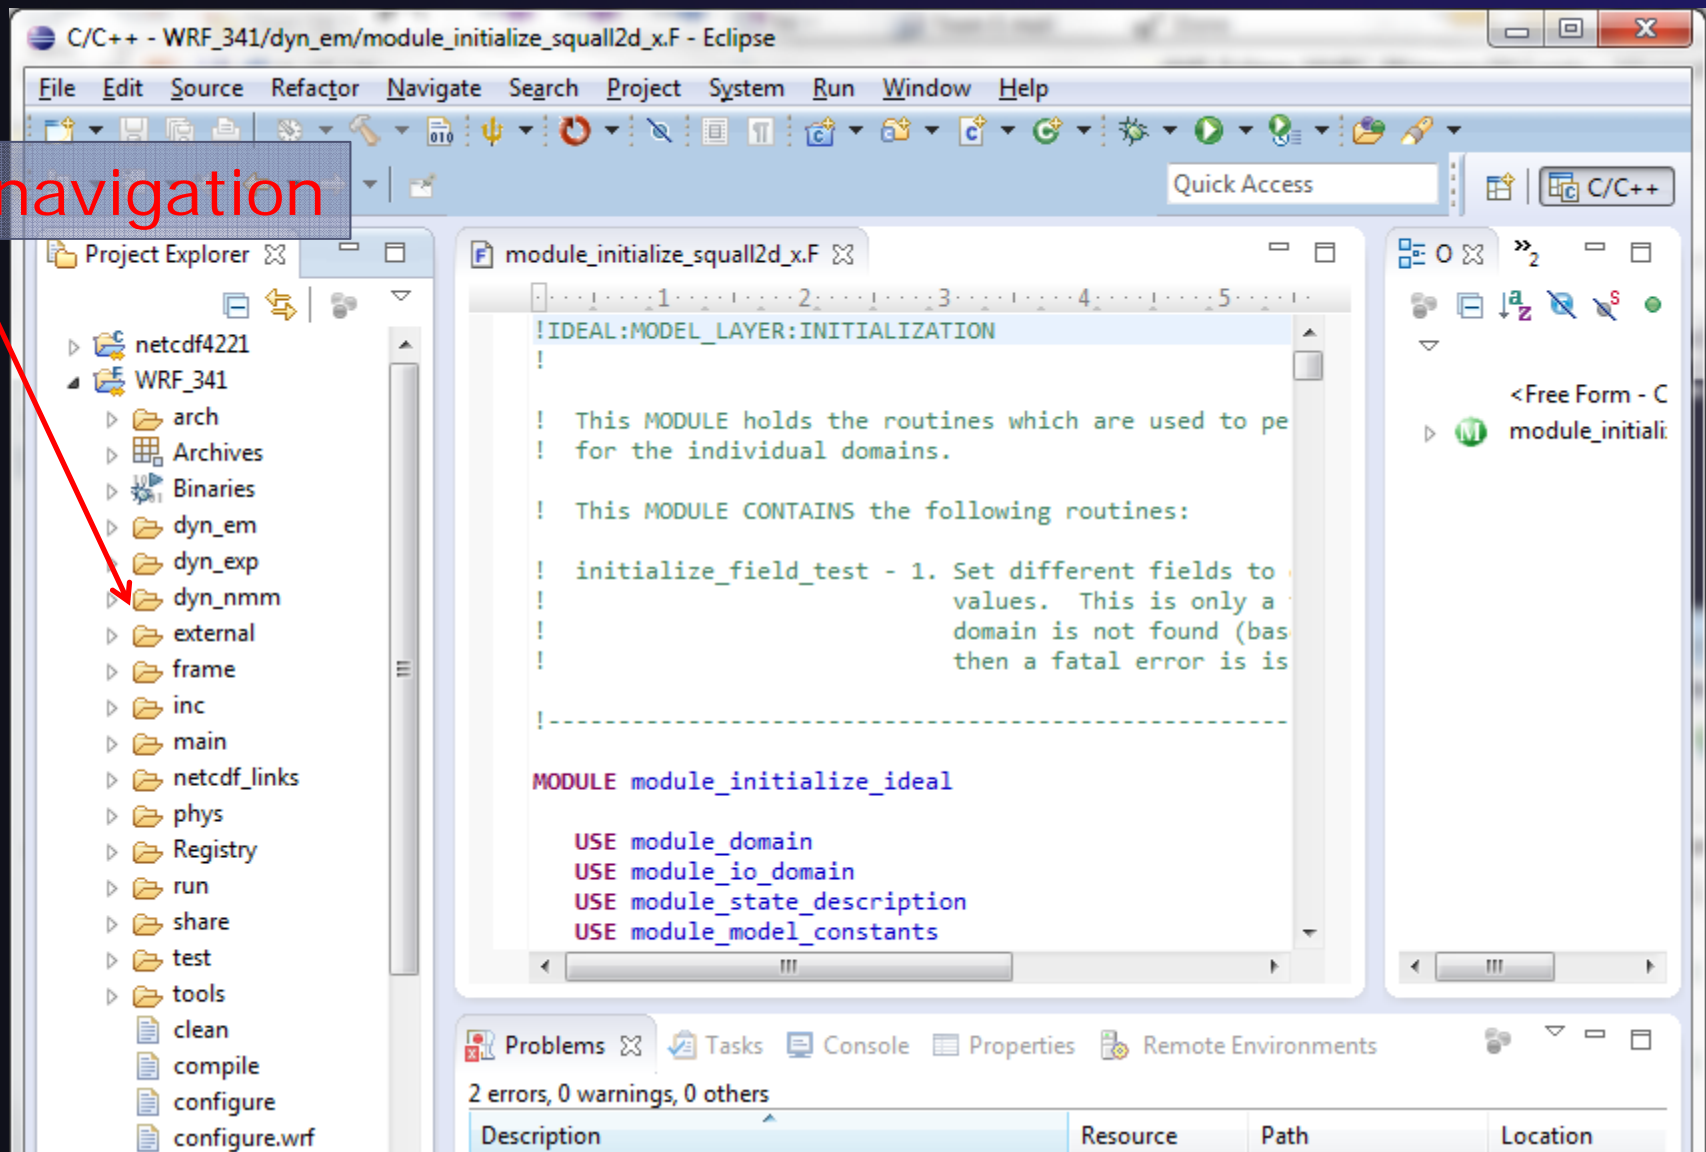 C/C++ - WRF_341/dyn_em/module_initialize_squall2d_x.F - Eclipse
File Edit Source Refactor Navigate Search Project System Run Window Help
navigation
Quick Access
C/C++
Project Explorer
module_initialize_squall2d_x.F
O
»2
1 2 3 4 5
netcdf4221
WRF_341
arch
Archives
Binaries
dyn_em
dyn_exp
dyn_nmm
external
frame
inc
main
netcdf_links
phys
Registry
run
share
test
tools
clean
compile
configure
configure.wrf
!IDEAL:MODEL_LAYER:INITIALIZATION
!
! This MODULE holds the routines which are used to pe
! for the individual domains.
! This MODULE CONTAINS the following routines:
! initialize_field_test - 1. Set different fields to
! values. This is only a
! domain is not found (bas
! then a fatal error is is
!------------------------------------------------------
MODULE module_initialize_ideal
USE module_domain
USE module_io_domain
USE module_state_description
USE module_model_constants
<Free Form - C
module_initiali
Problems Tasks Console Properties Remote Environments
2 errors, 0 warnings, 0 others
Description Resource Path Location